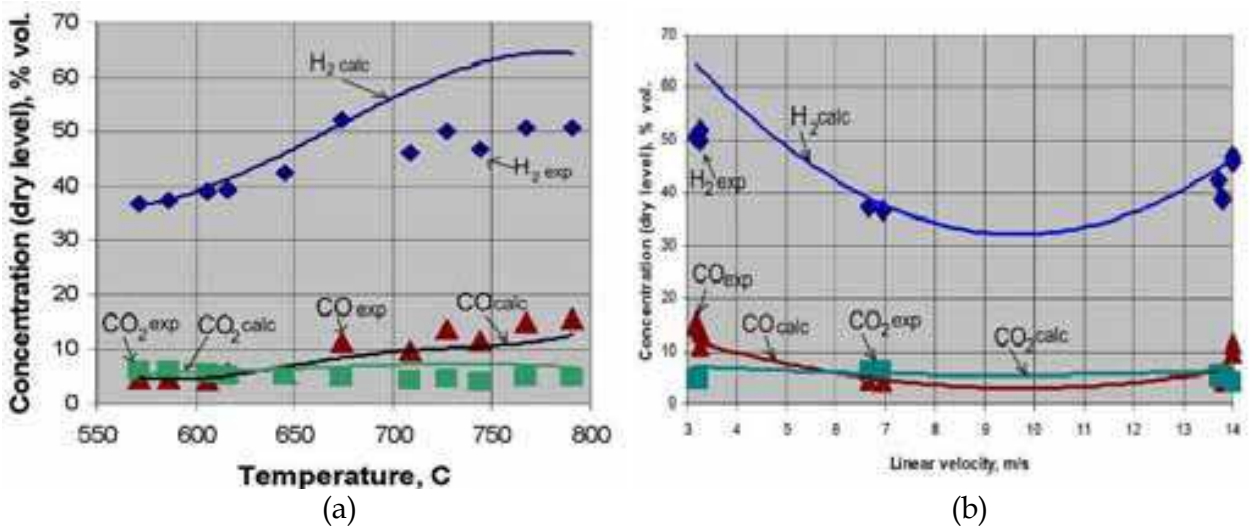 Concentration (dry level), % vol.
70
60
50
40
30
20
10
0
H2 calc
H2 exp
CO2 exp
CO2 calc
CO exp
CO calc
550 600 650 700 750 800
Temperature, C
(a)
Concentration (dry level), % vol.
70
60
50
40
30
20
10
0
H2calc
H2exp
COexp
COcalc
CO2exp
CO2calc
3 4 5 6 7 8 9 10 11 12 13 14
Linear velocity, m/s
(b)